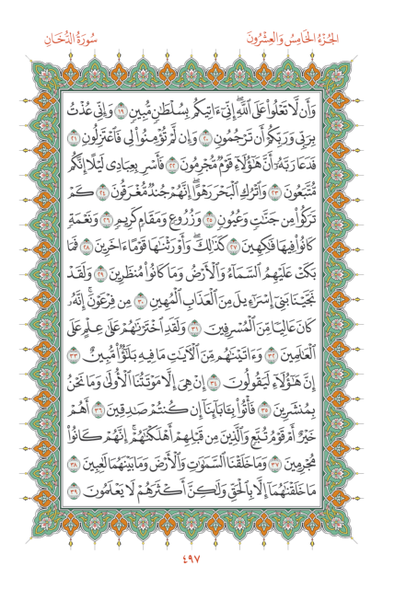 الجُزْءُ الخَامِسُ وَالعِشْرُونَ سُورَةُ الدُّخَانِ
وَأَن لَّا تَعْلُوا۟ عَلَى ٱللَّهِ إِنِّىٓ ءَاتِيكُم بِسُلْطَٰنٍ مُّبِينٍ ١٩ وَإِنِّى عُذْتُ
بِرَبِّى وَرَبِّكُمْ أَن تَرْجُمُونِ ٢٠ وَإِن لَّمْ تُؤْمِنُوا۟ لِى فَٱعْتَزِلُونِ ٢١
فَدَعَا رَبَّهُۥٓ أَنَّ هَٰٓؤُلَآءِ قَوْمٌ مُّجْرِمُونَ ٢٢ فَأَسْرِ بِعِبَادِى لَيْلًا إِنَّكُم
مُّتَّبَعُونَ ٢٣ وَٱتْرُكِ ٱلْبَحْرَ رَهْوًا إِنَّهُمْ جُندٌ مُّغْرَقُونَ ٢٤ كَمْ
تَرَكُوا۟ مِن جَنَّٰتٍ وَعُيُونٍ ٢٥ وَزُرُوعٍ وَمَقَامٍ كَرِيمٍ ٢٦ وَنَعْمَةٍ
كَانُوا۟ فِيهَا فَٰكِهِينَ ٢٧ كَذَٰلِكَ وَأَوْرَثْنَٰهَا قَوْمًا ءَاخَرِينَ ٢٨ فَمَا
بَكَتْ عَلَيْهِمُ ٱلسَّمَآءُ وَٱلْأَرْضُ وَمَا كَانُوا۟ مُنظَرِينَ ٢٩ وَلَقَدْ
نَجَّيْنَا بَنِىٓ إِسْرَٰٓءِيلَ مِنَ ٱلْعَذَابِ ٱلْمُهِينِ ٣٠ مِن فِرْعَوْنَ إِنَّهُۥ
كَانَ عَالِيًا مِّنَ ٱلْمُسْرِفِينَ ٣١ وَلَقَدِ ٱخْتَرْنَٰهُمْ عَلَىٰ عِلْمٍ عَلَى
ٱلْعَٰلَمِينَ ٣٢ وَءَاتَيْنَٰهُم مِّنَ ٱلْءَايَٰتِ مَا فِيهِ بَلَٰٓؤٌا۟ مُّبِينٌ ٣٣
إِنَّ هَٰٓؤُلَآءِ لَيَقُولُونَ ٣٤ إِنْ هِىَ إِلَّا مَوْتَتُنَا ٱلْأُولَىٰ وَمَا نَحْنُ
بِمُنشَرِينَ ٣٥ فَأْتُوا۟ بِـَٔابَآئِنَآ إِن كُنتُمْ صَٰدِقِينَ ٣٦ أَهُمْ
خَيْرٌ أَمْ قَوْمُ تُبَّعٍ وَٱلَّذِينَ مِن قَبْلِهِمْ أَهْلَكْنَٰهُمْ إِنَّهُمْ كَانُوا۟
مُجْرِمِينَ ٣٧ وَمَا خَلَقْنَا ٱلسَّمَٰوَٰتِ وَٱلْأَرْضَ وَمَا بَيْنَهُمَا لَٰعِبِينَ ٣٨
مَا خَلَقْنَٰهُمَآ إِلَّا بِٱلْحَقِّ وَلَٰكِنَّ أَكْثَرَهُمْ لَا يَعْلَمُونَ ٣٩
٤٩٧